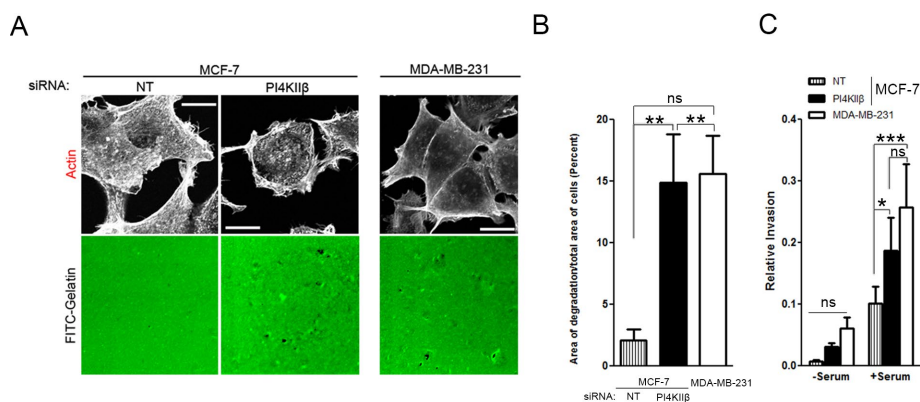 A
MCF-7
MDA-MB-231
siRNA:
NT
PI4KIIβ
Actin
FITC-Gelatin
B
ns
**
**
Area of degradation/total area of cells (Percent)
20
15
10
5
0
MCF-7
MDA-MB-231
siRNA:
NT
PI4KIIβ
C
NT
PI4KIIβ
MCF-7
MDA-MB-231
***
ns
*
ns
Relative Invasion
0.4
0.3
0.2
0.1
0.0
-Serum
+Serum